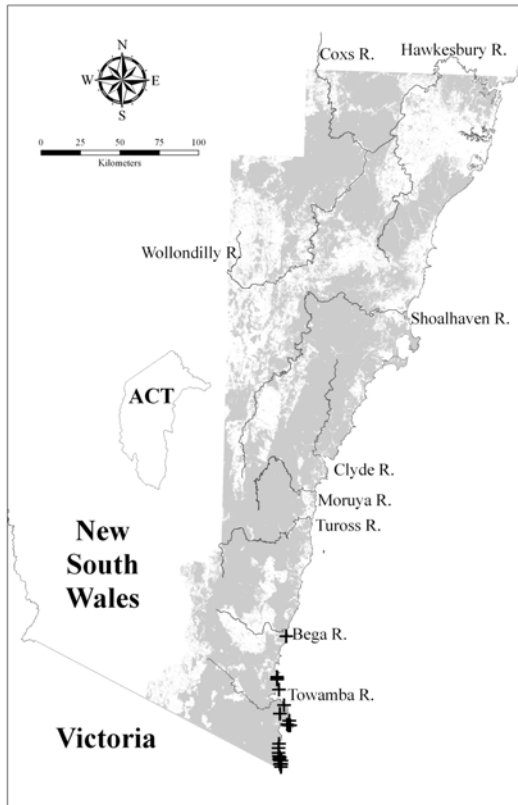 Coxs R.
Hawkesbury R.
N
W E
S
0 25 50 75 100
Kilometers
Wollondilly R.
Shoalhaven R.
ACT
Clyde R.
Moruya R.
Tuross R.
New
South
Wales
Bega R.
Towamba R.
Victoria